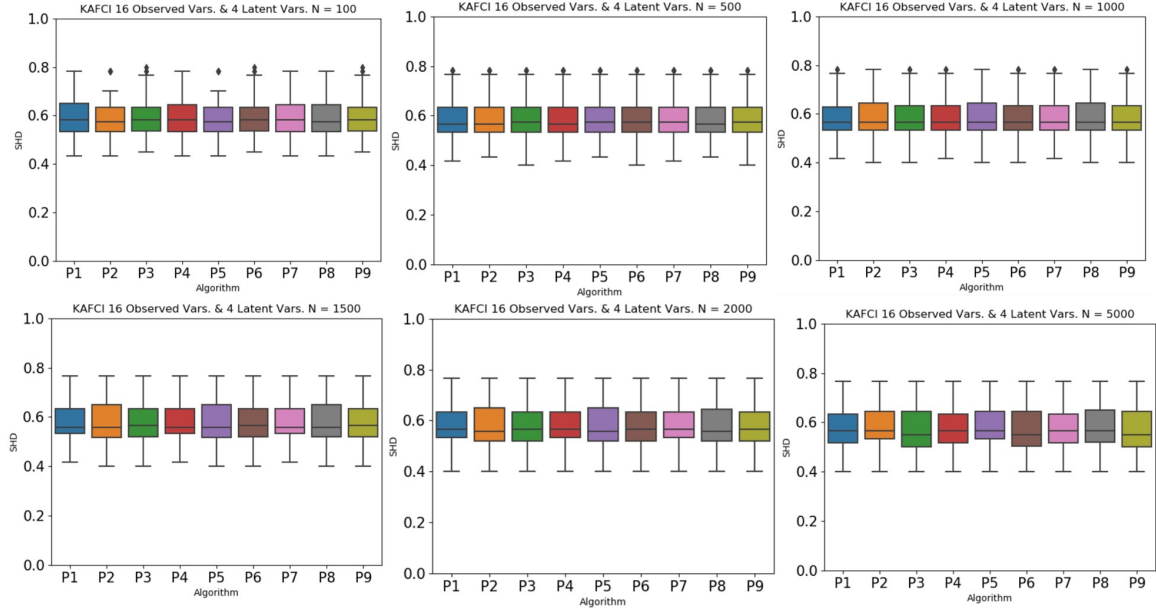 KAFCI 16 Observed Vars. & 4 Latent Vars. N = 100
1.0
0.8
0.6
0.4
0.2
0.0
SHD
P1 P2 P3 P4 P5 P6 P7 P8 P9
Algorithm
KAFCI 16 Observed Vars. & 4 Latent Vars. N = 500
1.0
0.8
0.6
0.4
0.2
0.0
SHD
P1 P2 P3 P4 P5 P6 P7 P8 P9
Algorithm
KAFCI 16 Observed Vars. & 4 Latent Vars. N = 1000
1.0
0.8
0.6
0.4
0.2
0.0
SHD
P1 P2 P3 P4 P5 P6 P7 P8 P9
Algorithm
KAFCI 16 Observed Vars. & 4 Latent Vars. N = 1500
1.0
0.8
0.6
0.4
0.2
0.0
SHD
P1 P2 P3 P4 P5 P6 P7 P8 P9
Algorithm
KAFCI 16 Observed Vars. & 4 Latent Vars. N = 2000
1.0
0.8
0.6
0.4
0.2
0.0
SHD
P1 P2 P3 P4 P5 P6 P7 P8 P9
Algorithm
KAFCI 16 Observed Vars. & 4 Latent Vars. N = 5000
1.0
0.8
0.6
0.4
0.2
0.0
SHD
P1 P2 P3 P4 P5 P6 P7 P8 P9
Algorithm